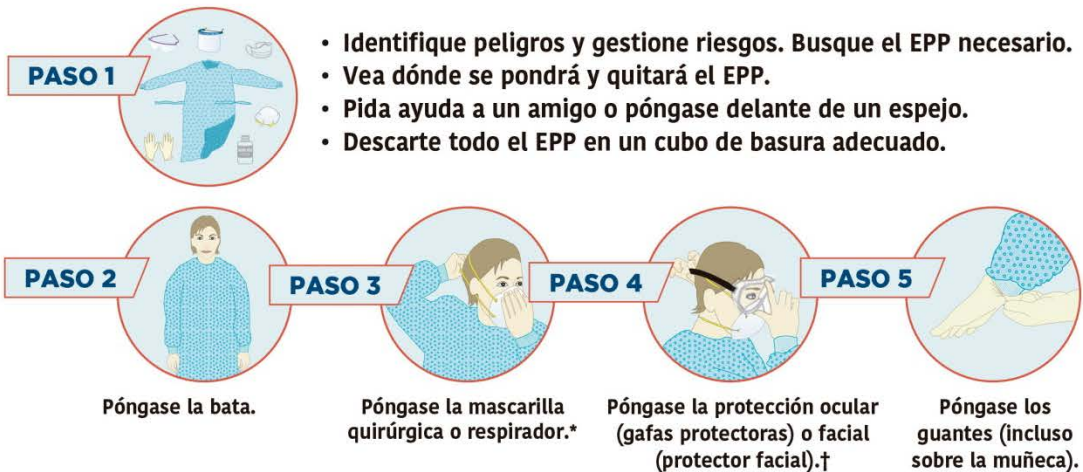 PASO 1
• Identifique peligros y gestione riesgos. Busque el EPP necesario.
• Vea dónde se pondrá y quitará el EPP.
• Pida ayuda a un amigo o póngase delante de un espejo.
• Descarte todo el EPP en un cubo de basura adecuado.
PASO 2
Póngase la bata.
PASO 3
Póngase la mascarilla
quirúrgica o respirador.*
PASO 4
Póngase la protección ocular
(gafas protectoras) o facial
(protector facial).†
PASO 5
Póngase los
guantes (incluso
sobre la muñeca).